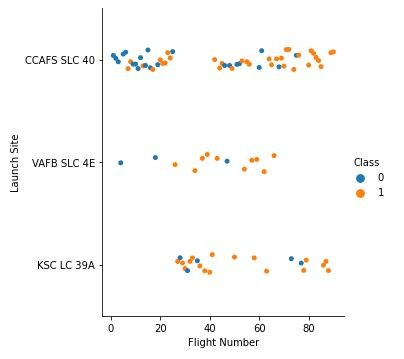 CCAFS SLC 40
VAFB SLC 4E
KSC LC 39A
Launch Site
0
20
40
60
80
Flight Number
Class
0
1